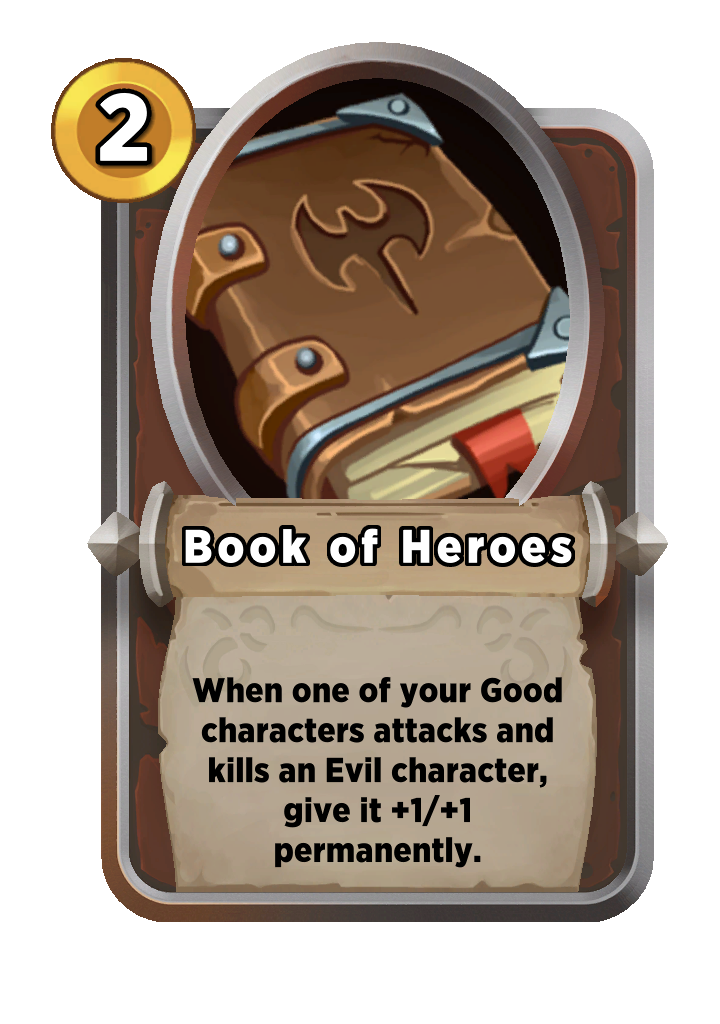 2
Book of Heroes
When one of your Good
characters attacks and
kills an Evil character,
give it +1/+1
permanently.